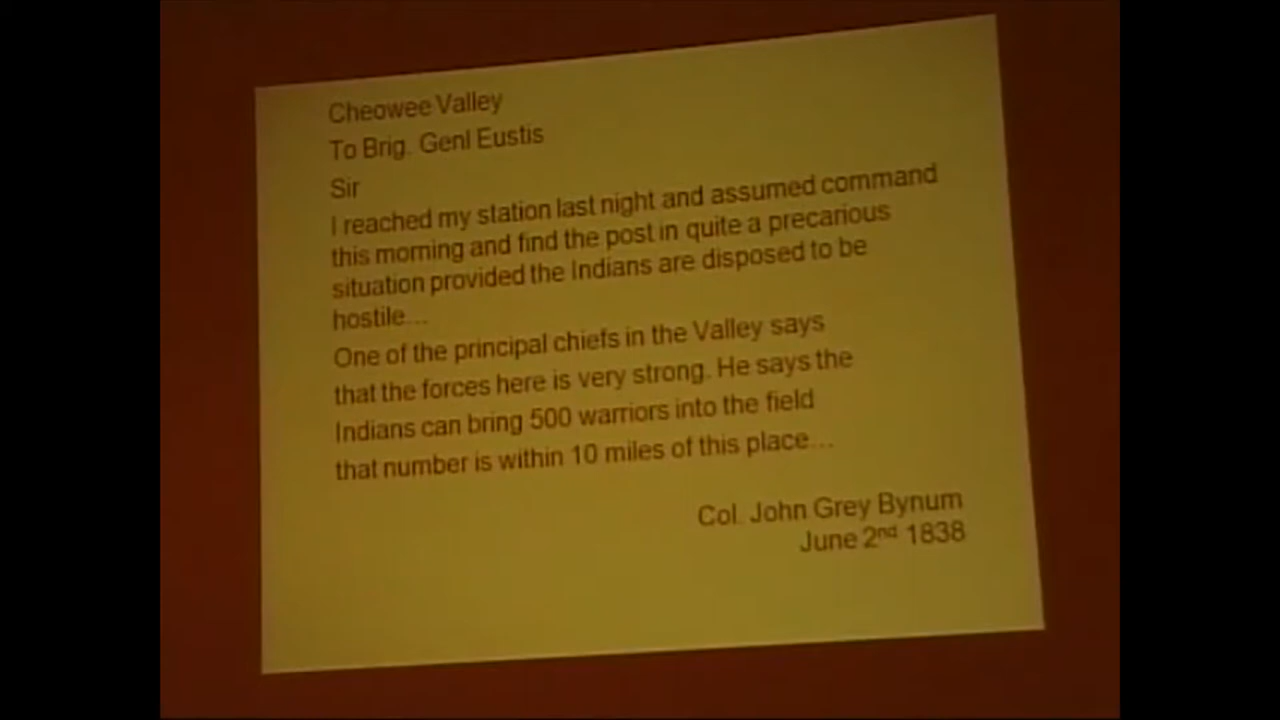 Cheowee Valley
To Brig. Genl Eustis
Sir
I reached my station last night and assumed command
this morning and find the post in quite a precarious
situation provided the Indians are disposed to be
hostile...
One of the principal chiefs in the Valley says
that the forces here is very strong. He says the
Indians can bring 500 warriors into the field
that number is within 10 miles of this place...
Col. John Grey Bynum
June 2nd 1838